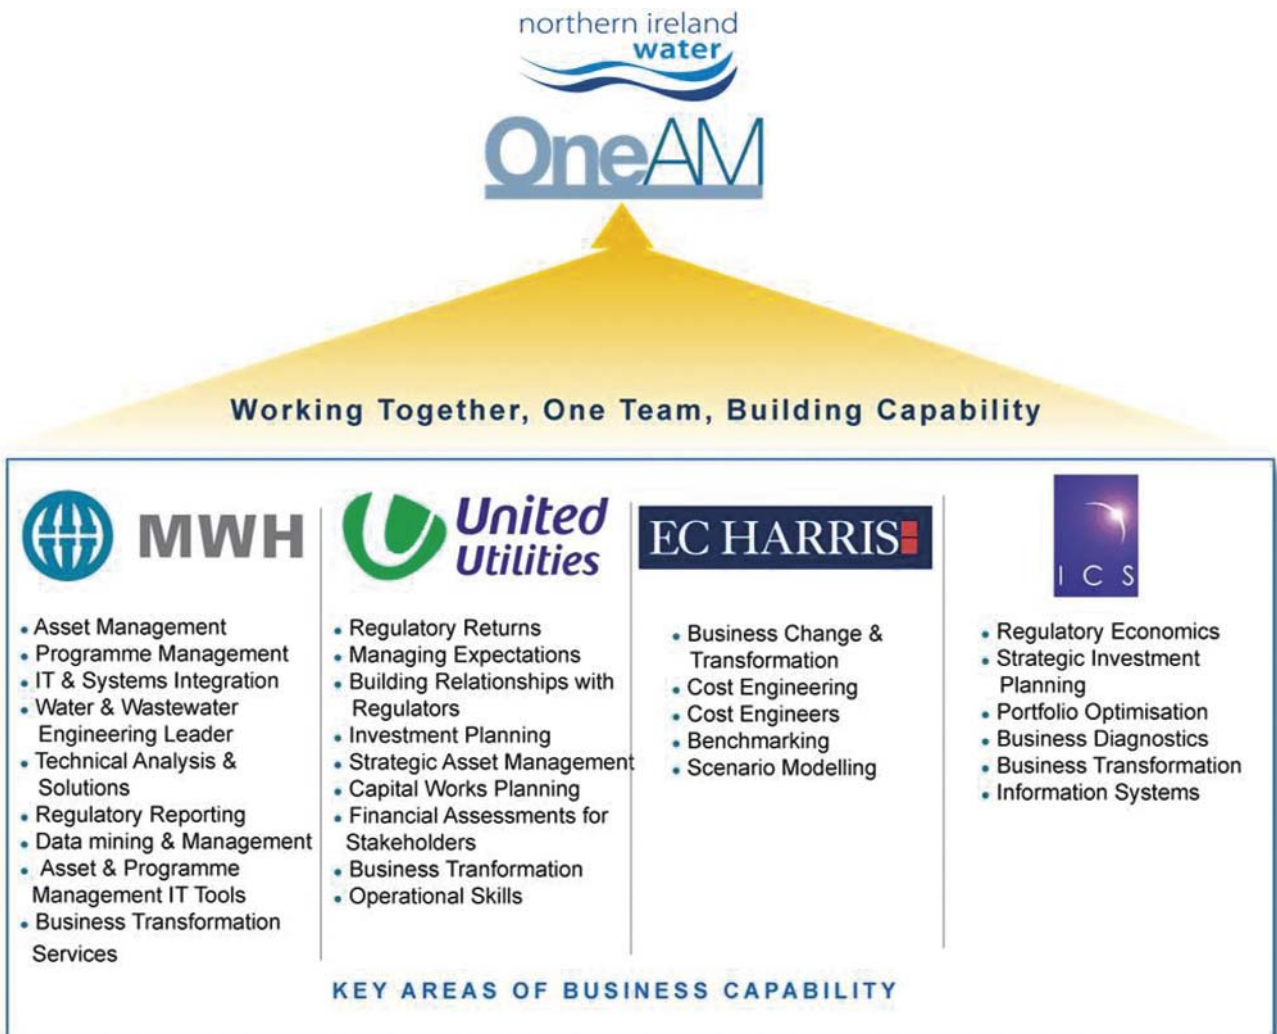 northern ireland
water
OneAM
Working Together, One Team, Building Capability
MWH
• Asset Management
• Programme Management
• IT & Systems Integration
• Water & Wastewater
Engineering Leader
• Technical Analysis &
Solutions
• Regulatory Reporting
• Data mining & Management
• Asset & Programme
Management IT Tools
• Business Transformation
Services
United
Utilities
• Regulatory Returns
• Managing Expectations
• Building Relationships with
Regulators
• Investment Planning
• Strategic Asset Management
• Capital Works Planning
• Financial Assessments for
Stakeholders
• Business Tranformation
• Operational Skills
EC HARRIS
• Business Change &
Transformation
• Cost Engineering
• Cost Engineers
• Benchmarking
• Scenario Modelling
ICS
• Regulatory Economics
• Strategic Investment
Planning
• Portfolio Optimisation
• Business Diagnostics
• Business Transformation
• Information Systems
KEY AREAS OF BUSINESS CAPABILITY